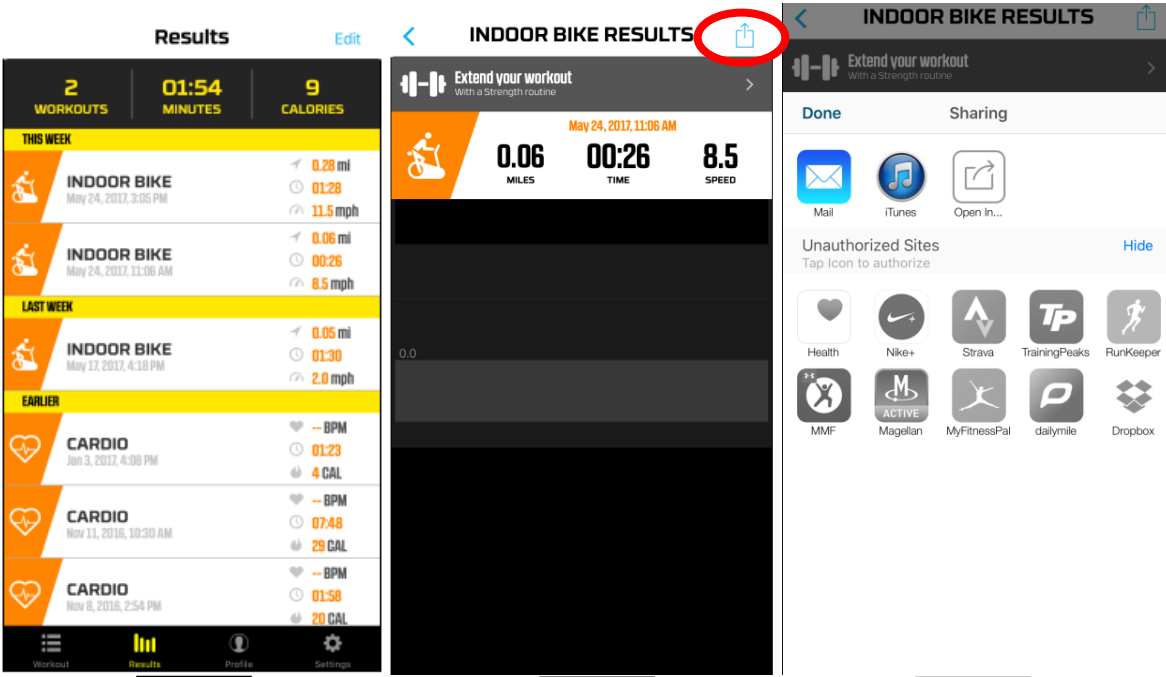 Results
Edit
2
WORKOUTS
01:54
MINUTES
9
CALORIES
THIS WEEK
INDOOR BIKE
May 24, 2017, 3:05 PM
0.28 mi
01:28
11.5 mph
INDOOR BIKE
May 24, 2017, 11:06 AM
0.06 mi
00:26
8.5 mph
LAST WEEK
INDOOR BIKE
May 17, 2017, 4:18 PM
0.05 mi
01:30
2.0 mph
EARLIER
CARDIO
Jan 3, 2017, 4:08 PM
-- BPM
01:23
4 CAL
CARDIO
Nov 11, 2016, 10:30 AM
-- BPM
07:48
29 CAL
CARDIO
Nov 8, 2016, 2:54 PM
-- BPM
01:58
20 CAL
Workout
Results
Profile
Settings
INDOOR BIKE RESULTS
Extend your workout
With a Strength routine
May 24, 2017, 11:06 AM
0.06
MILES
00:26
TIME
8.5
SPEED
0.0
INDOOR BIKE RESULTS
Extend your workout
With a Strength routine
Done
Sharing
Mail
iTunes
Open In...
Unauthorized Sites
Hide
Tap Icon to authorize
Health
Nike+
Strava
TP
TrainingPeaks
RunKeeper
MMF
M
ACTIVE
Magellan
MyFitnessPal
dailymile
Dropbox